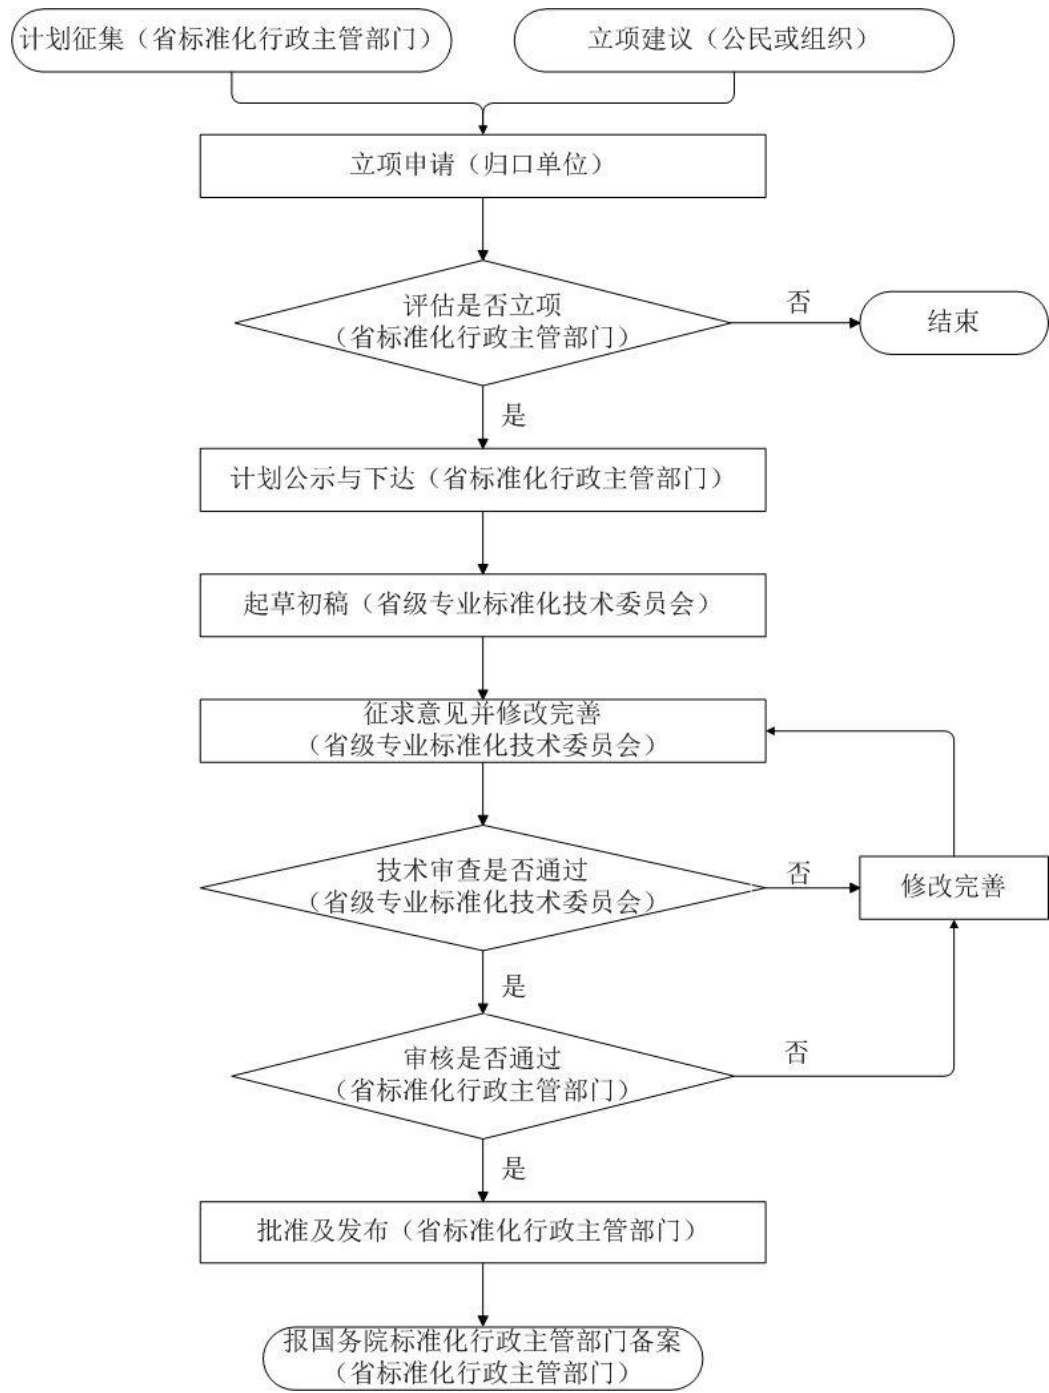 计划征集（省标准化行政主管部门）
立项建议（公民或组织）
立项申请（归口单位）
评估是否立项
（省标准化行政主管部门）
否
结束
是
计划公示与下达（省标准化行政主管部门）
起草初稿（省级专业标准化技术委员会）
征求意见并修改完善
（省级专业标准化技术委员会）
技术审查是否通过
（省级专业标准化技术委员会）
否
修改完善
是
审核是否通过
（省标准化行政主管部门）
否
是
批准及发布（省标准化行政主管部门）
报国务院标准化行政主管部门备案
（省标准化行政主管部门）